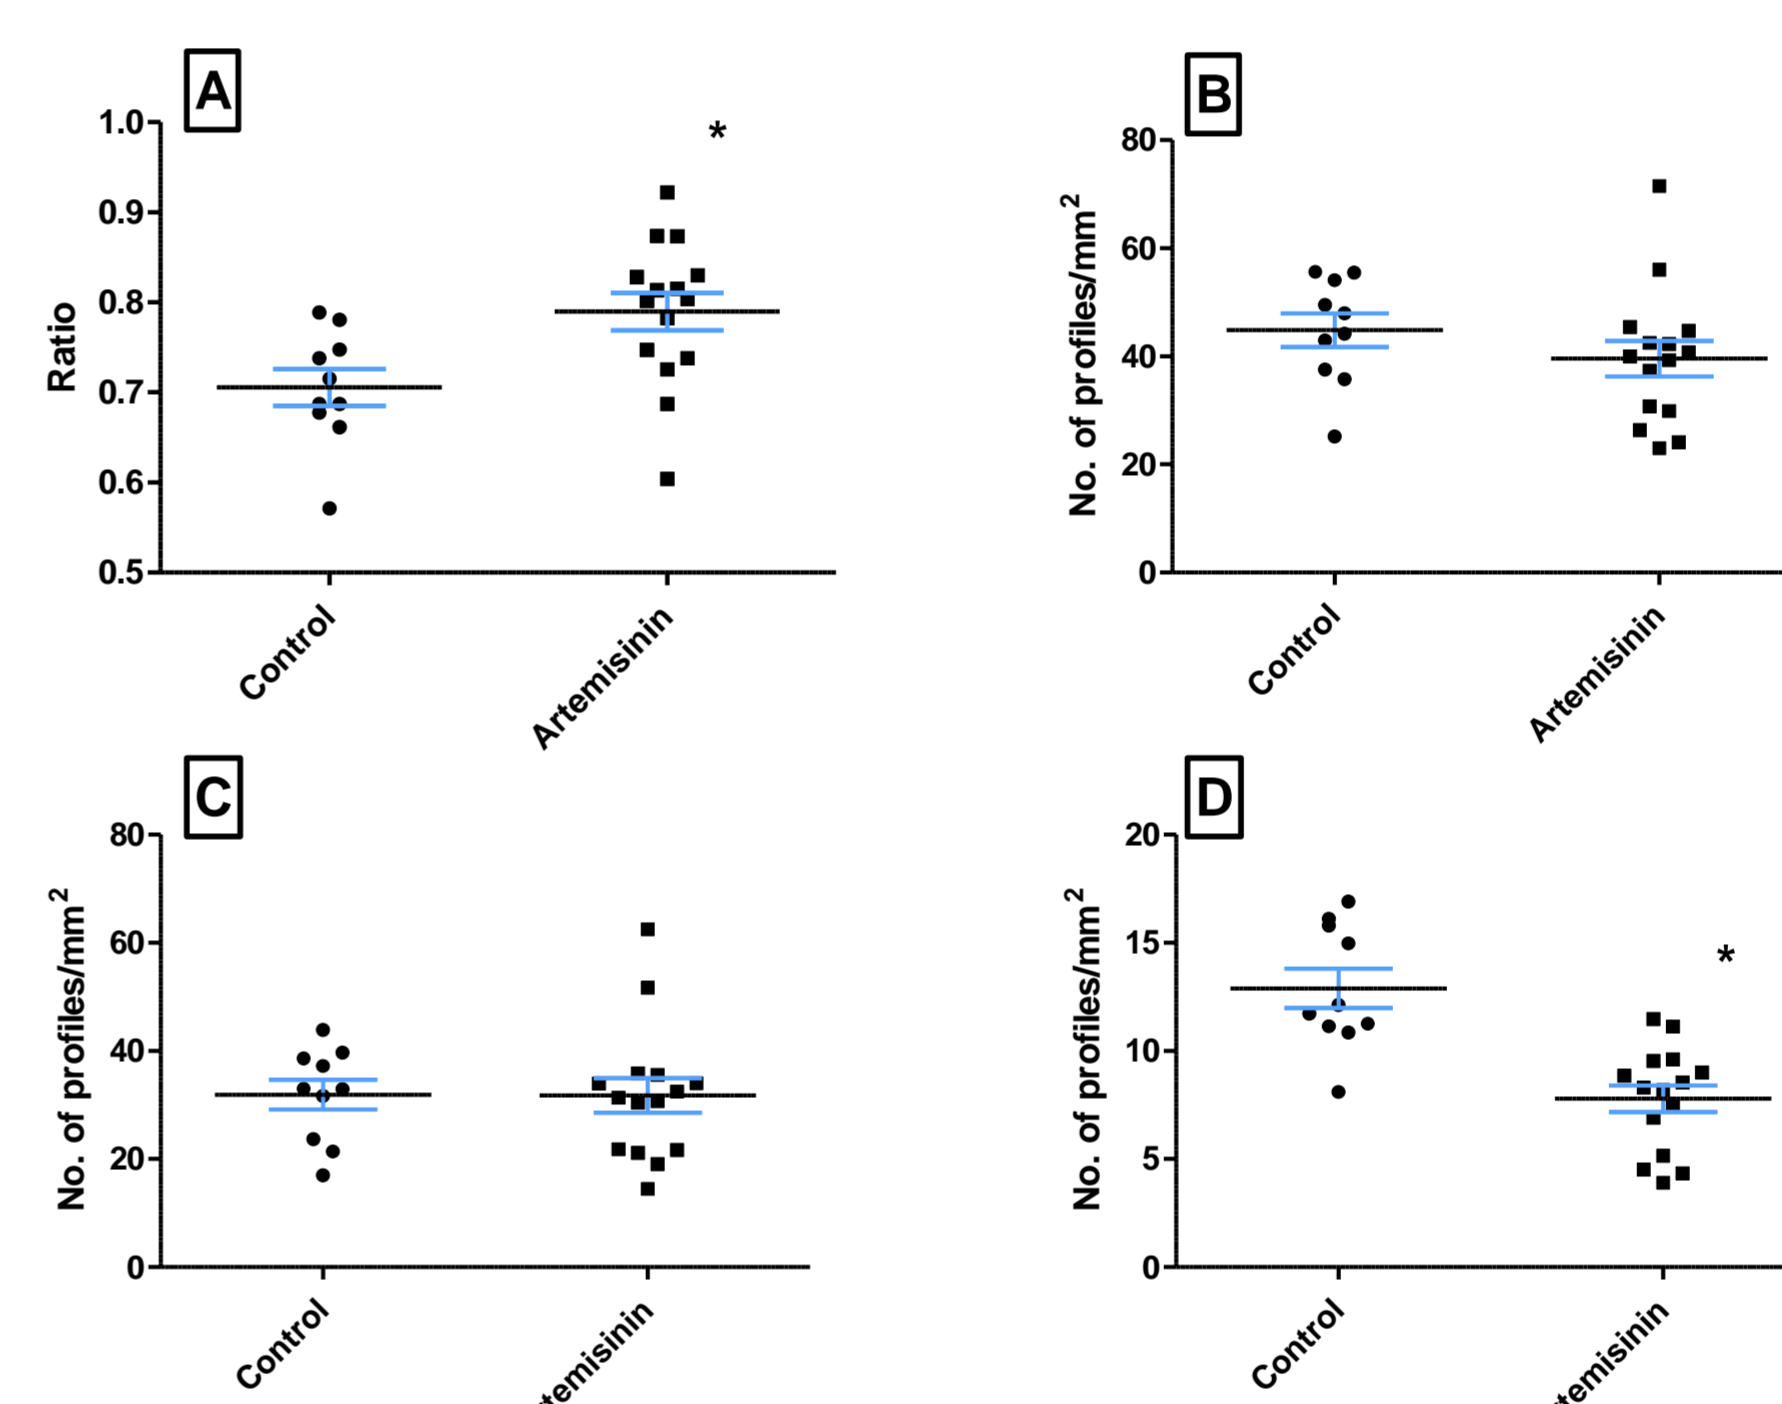 A
1.0
0.9
0.8
0.7
0.6
0.5
Ratio
*
Control
Artemisinin
B
80
60
40
20
0
No. of profiles/mm²
Control
Artemisinin
C
80
60
40
20
0
No. of profiles/mm²
Control
temisinin
D
20
15
10
5
0
No. of profiles/mm²
*
Control
temisinin